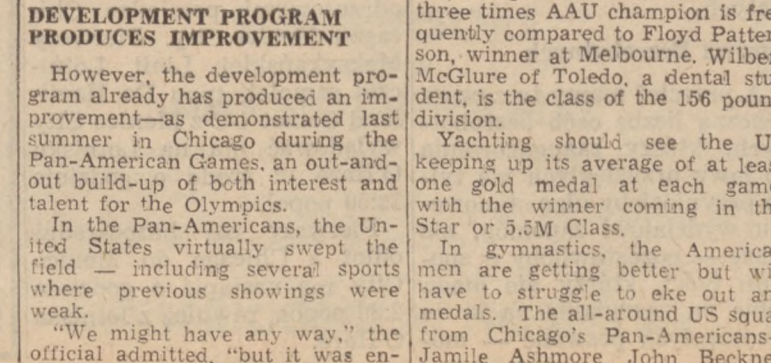 DEVELOPMENT PROGRAM
PRODUCES IMPROVEMENT
However, the development pro-
gram already has produced an im-
provement—as demonstrated last
summer in Chicago during the
Pan-American Games, an out-and-
out build-up of both interest and
talent for the Olympics.
In the Pan-Americans, the Un-
ited States virtually swept the
field — including several sports
where previous showings were
weak.
"We might have any way," the
official admitted, "but it was en-
three times AAU champion is fre
quently compared to Floyd Patter
son, winner at Melbourne. Wilber
McGlure of Toledo, a dental stu
dent, is the class of the 156 poun
division.
Yachting should see the U
keeping up its average of at leas
one gold medal at each game
with the winner coming in th
Star or 5.5M Class.
In gymnastics, the America
men are getting better but wi
have to struggle to eke out an
medals. The all-around US squa
from Chicago's Pan-Americans-
Jamile Ashmore John Beckne